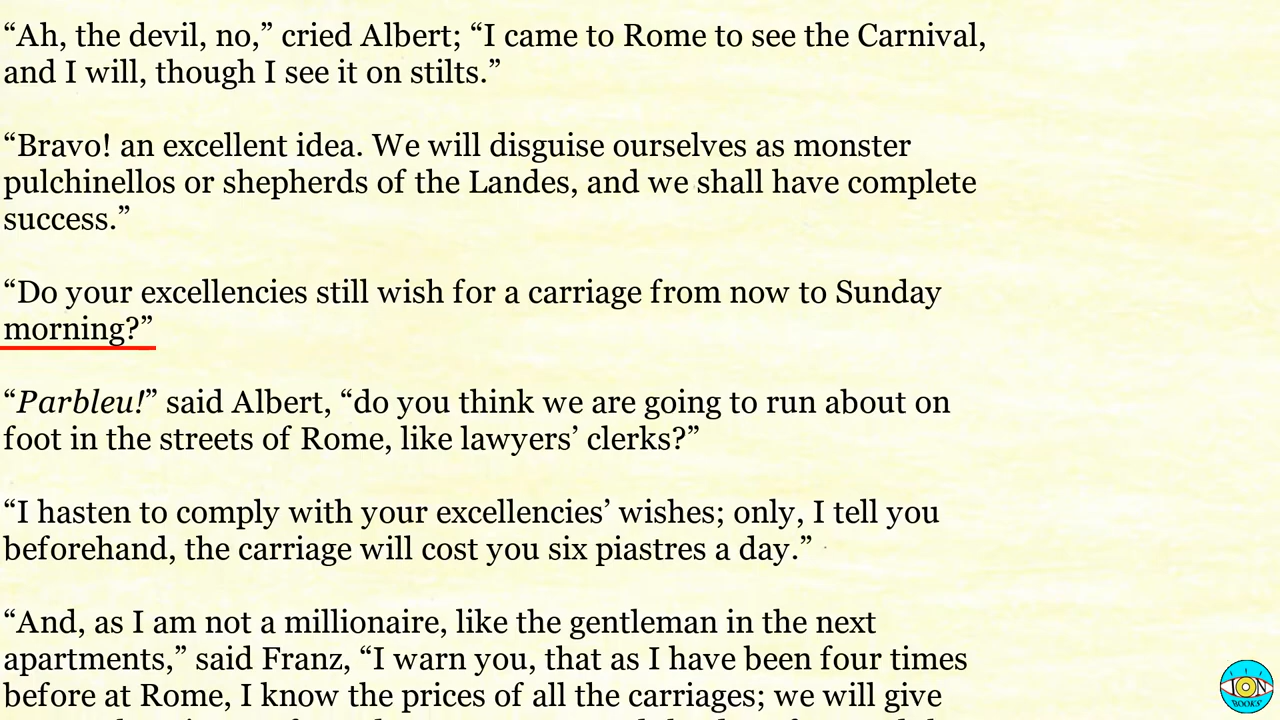 “Ah, the devil, no,” cried Albert; “I came to Rome to see the Carnival,
and I will, though I see it on stilts.”
“Bravo! an excellent idea. We will disguise ourselves as monster
pulchinellos or shepherds of the Landes, and we shall have complete
success.”
“Do your excellencies still wish for a carriage from now to Sunday
morning?”
“Parbleu!” said Albert, “do you think we are going to run about on
foot in the streets of Rome, like lawyers’ clerks?”
“I hasten to comply with your excellencies’ wishes; only, I tell you
beforehand, the carriage will cost you six piastres a day.”
“And, as I am not a millionaire, like the gentleman in the next
apartments,” said Franz, “I warn you, that as I have been four times
before at Rome, I know the prices of all the carriages; we will give
ION
BOOKS